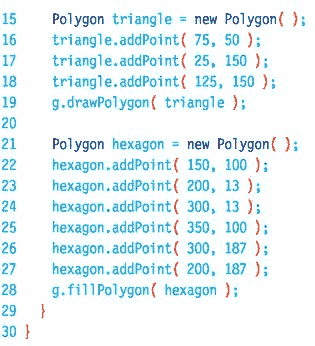 15 Polygon triangle = new Polygon( );
16 triangle.addPoint( 75, 50 );
17 triangle.addPoint( 25, 150 );
18 triangle.addPoint( 125, 150 );
19 g.drawPolygon( triangle );
20
21 Polygon hexagon = new Polygon( );
22 hexagon.addPoint( 150, 100 );
23 hexagon.addPoint( 200, 13 );
24 hexagon.addPoint( 300, 13 );
25 hexagon.addPoint( 350, 100 );
26 hexagon.addPoint( 300, 187 );
27 hexagon.addPoint( 200, 187 );
28 g.fillPolygon( hexagon );
29 }
30 }